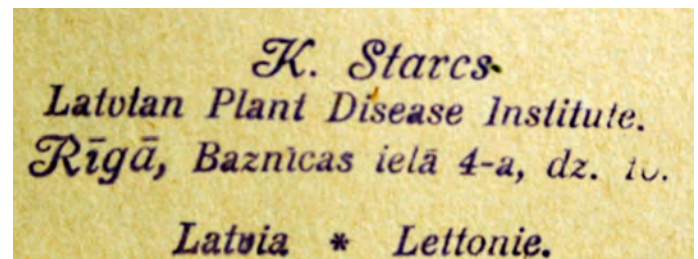 K. Starcs
Latvian Plant Disease Institute.
Rīgā, Baznīcas ielā 4-a, dz.
Latvia * Lettonie.